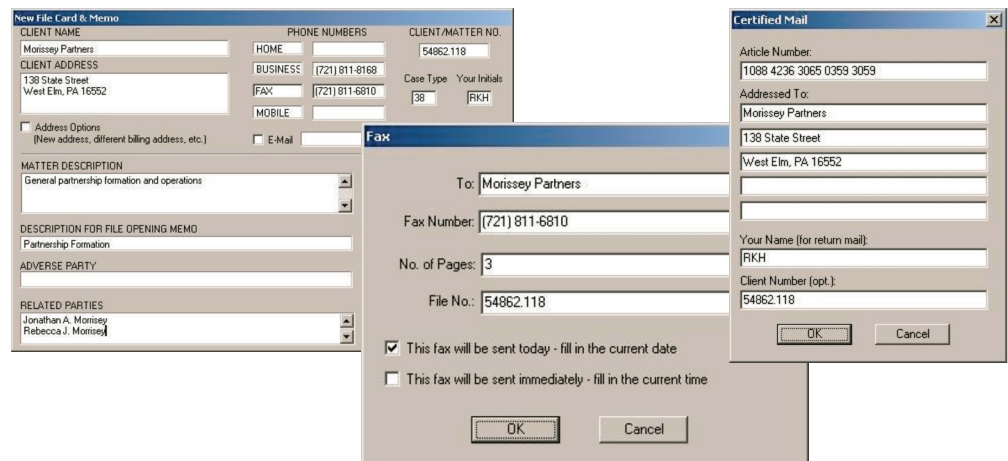 New File Card & Memo
CLIENT NAME
Morissey Partners
CLIENT ADDRESS
138 State Street
West Elm, PA 16552
Address Options
(New address, different billing address, etc.)
PHONE NUMBERS
HOME
BUSINESS (721) 811-8168
FAX (721) 811-6810
MOBILE
E-Mail
CLIENT/MATTER NO.
54862.118
Case Type Your Initials
38 RKH
MATTER DESCRIPTION
General partnership formation and operations
DESCRIPTION FOR FILE OPENING MEMO
Partnership Formation
ADVERSE PARTY
RELATED PARTIES
Jonathan A. Morrisey
Rebecca J. Morrisey
Fax
To: Morissey Partners
Fax Number: (721) 811-6810
No. of Pages: 3
File No.: 54862.118
This fax will be sent today - fill in the current date
This fax will be sent immediately - fill in the current time
OK Cancel
Certified Mail
Article Number:
1088 4236 3065 0359 3059
Addressed To:
Morissey Partners
138 State Street
West Elm, PA 16552
Your Name (for return mail):
RKH
Client Number (opt.):
54862.118
OK Cancel